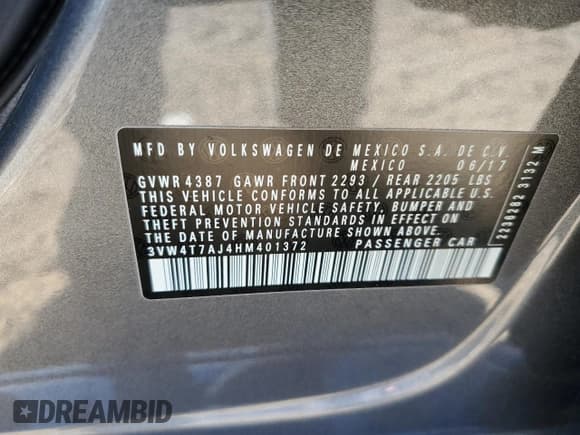 MFD BY VOLKSWAGEN DE MEXICO S.A. DE C.V.
MEXICO 06/17
GVWR 4387 GAWR FRONT 2293 / REAR 2205 LBS
THIS VEHICLE CONFORMS TO ALL APPLICABLE U.S.
FEDERAL MOTOR VEHICLE SAFETY, BUMPER AND
THEFT PREVENTION STANDARDS IN EFFECT ON
THE DATE OF MANUFACTURE SHOWN ABOVE.
3VW4T7AJ4HM401372 PASSENGER CAR
7230282 3132 M
DREAMBID